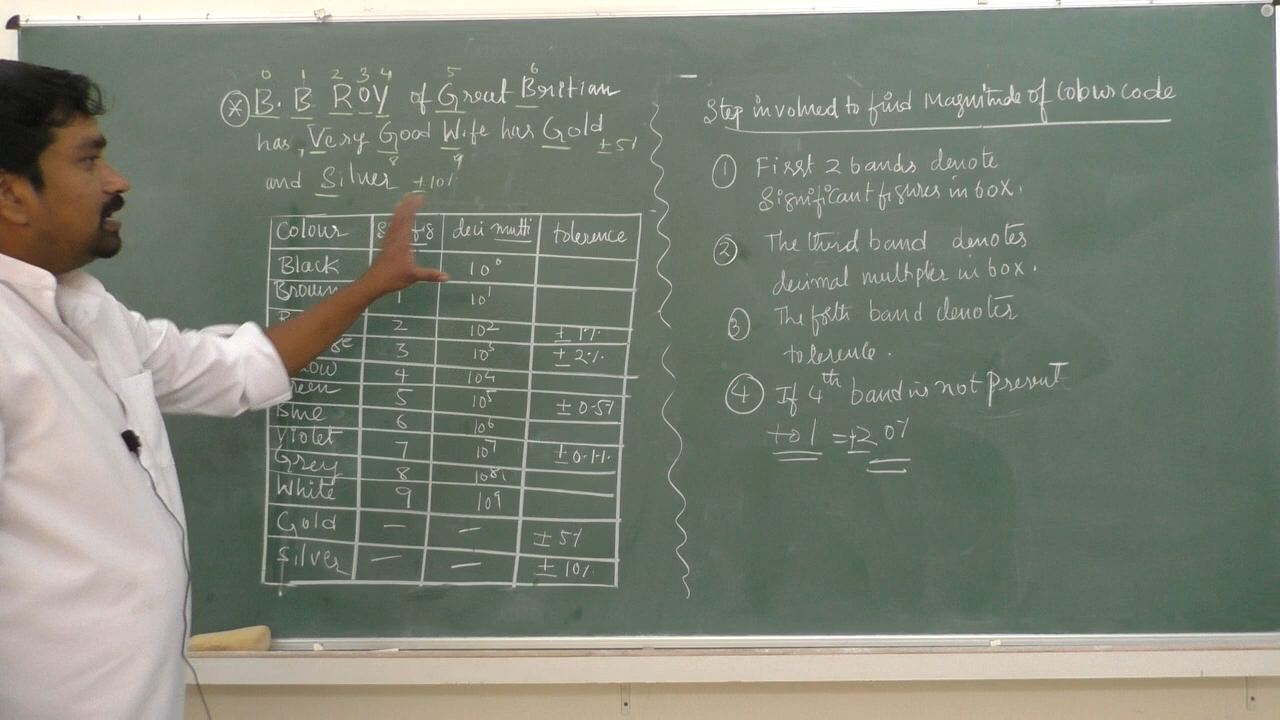 0 1 2 3 4 5 6
B. B ROY of Great Britian
has, Very Good Wife has Gold ±5%
8 9
and Silver ±10%
Colour deci multi tolerence
Black 10⁰
Brown 1 10¹
2 10² ±1%
3 10³ ±2%
4 10⁴
5 10⁵ ±0.5%
Blue 6 10⁶
Violet 7 10⁷ ±0.1%
Grey 8 10⁸
White 9 10⁹
Gold — — ±5%
Silver — — ±10%
Step involved to find Magnitude of Colour code
① First 2 bands denote
Significant figures in box.
② The third band denotes
decimal multiplier in box.
③ The forth band denotes
tolerence.
④ If 4th band is not present
tol = ±20%